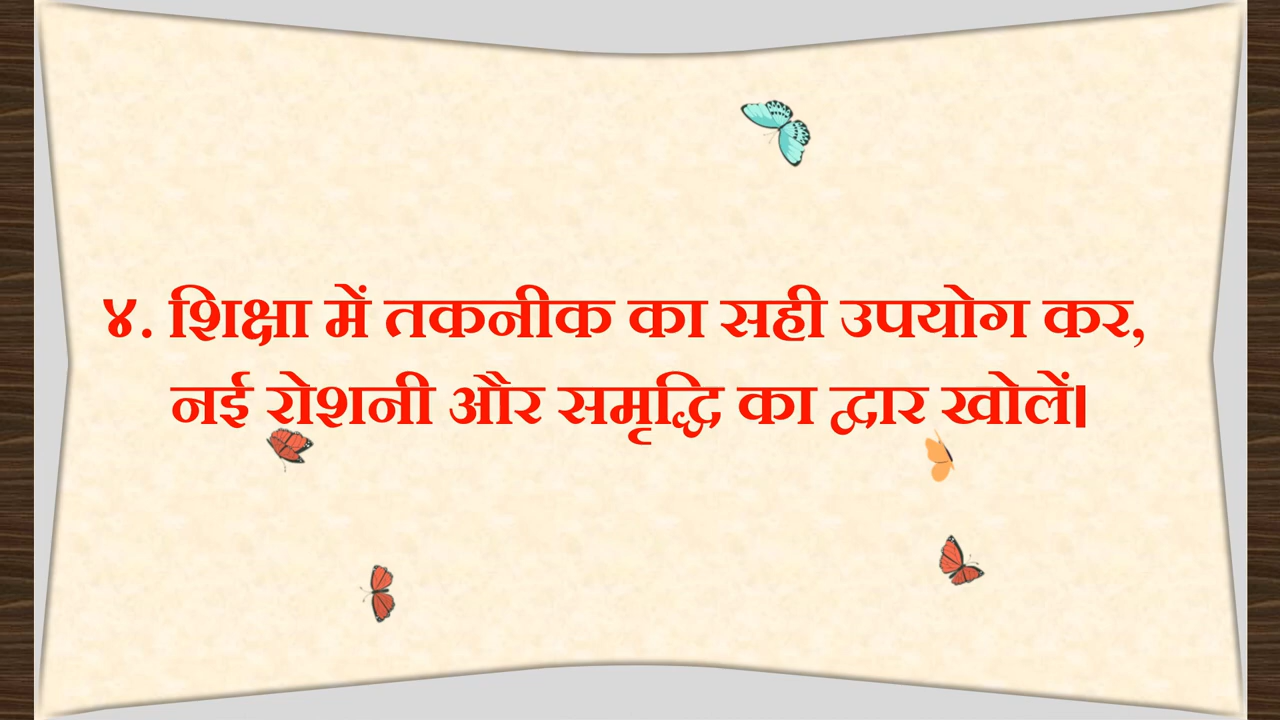 ४. शिक्षा में तकनीक का सही उपयोग कर,
नई रोशनी और समृद्धि का द्वार खोलें।